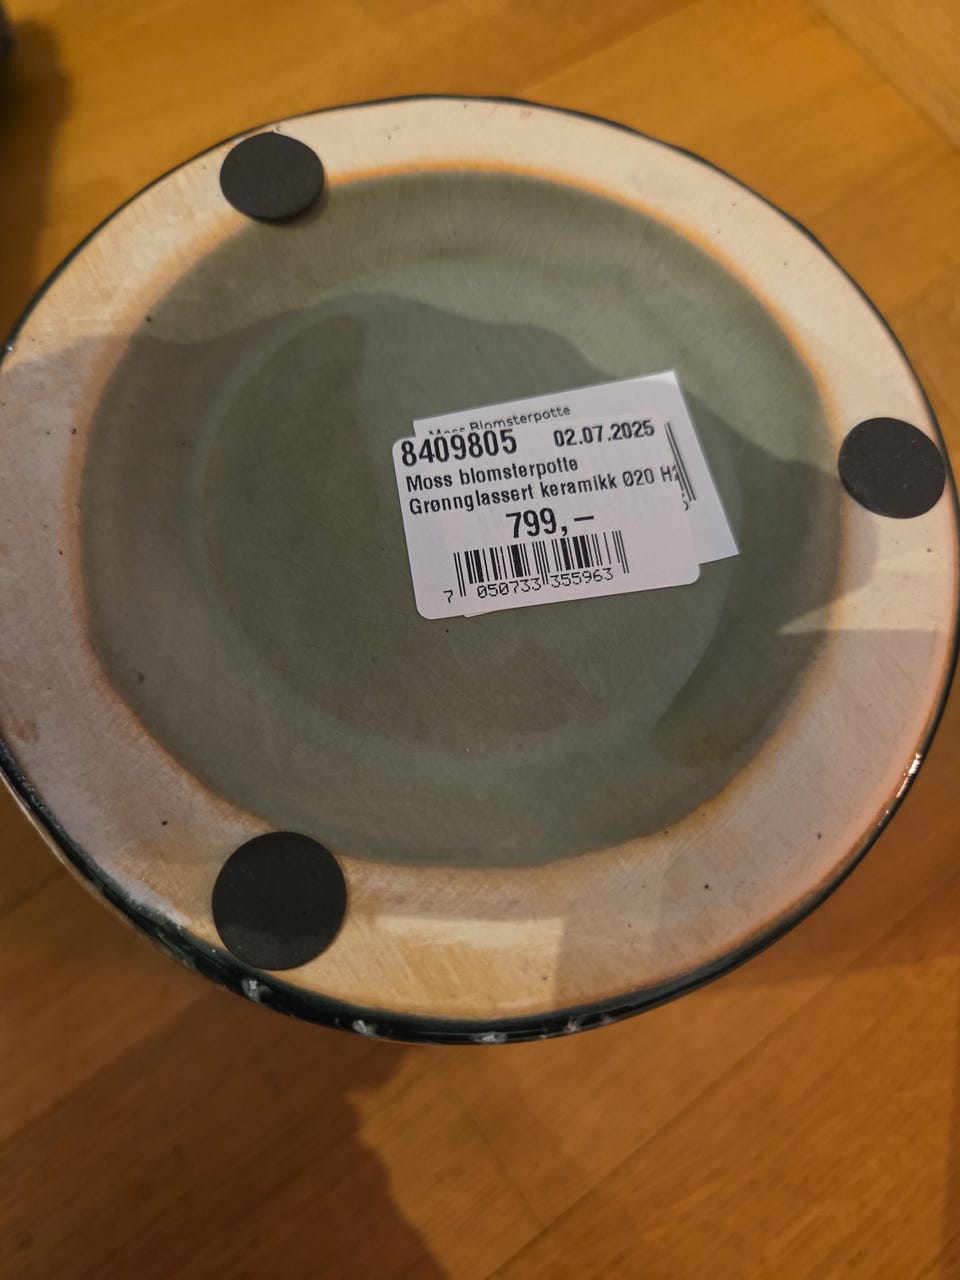 Moss Blomsterpotte
8409805 02.07.2025
Moss blomsterpotte
Grønnglassert keramikk Ø20
799,–
7 050733 355963